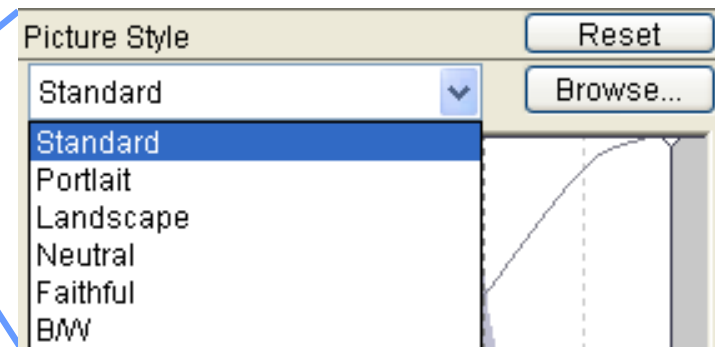 Picture Style Reset
Standard Browse...
Standard
Portlait
Landscape
Neutral
Faithful
B/W